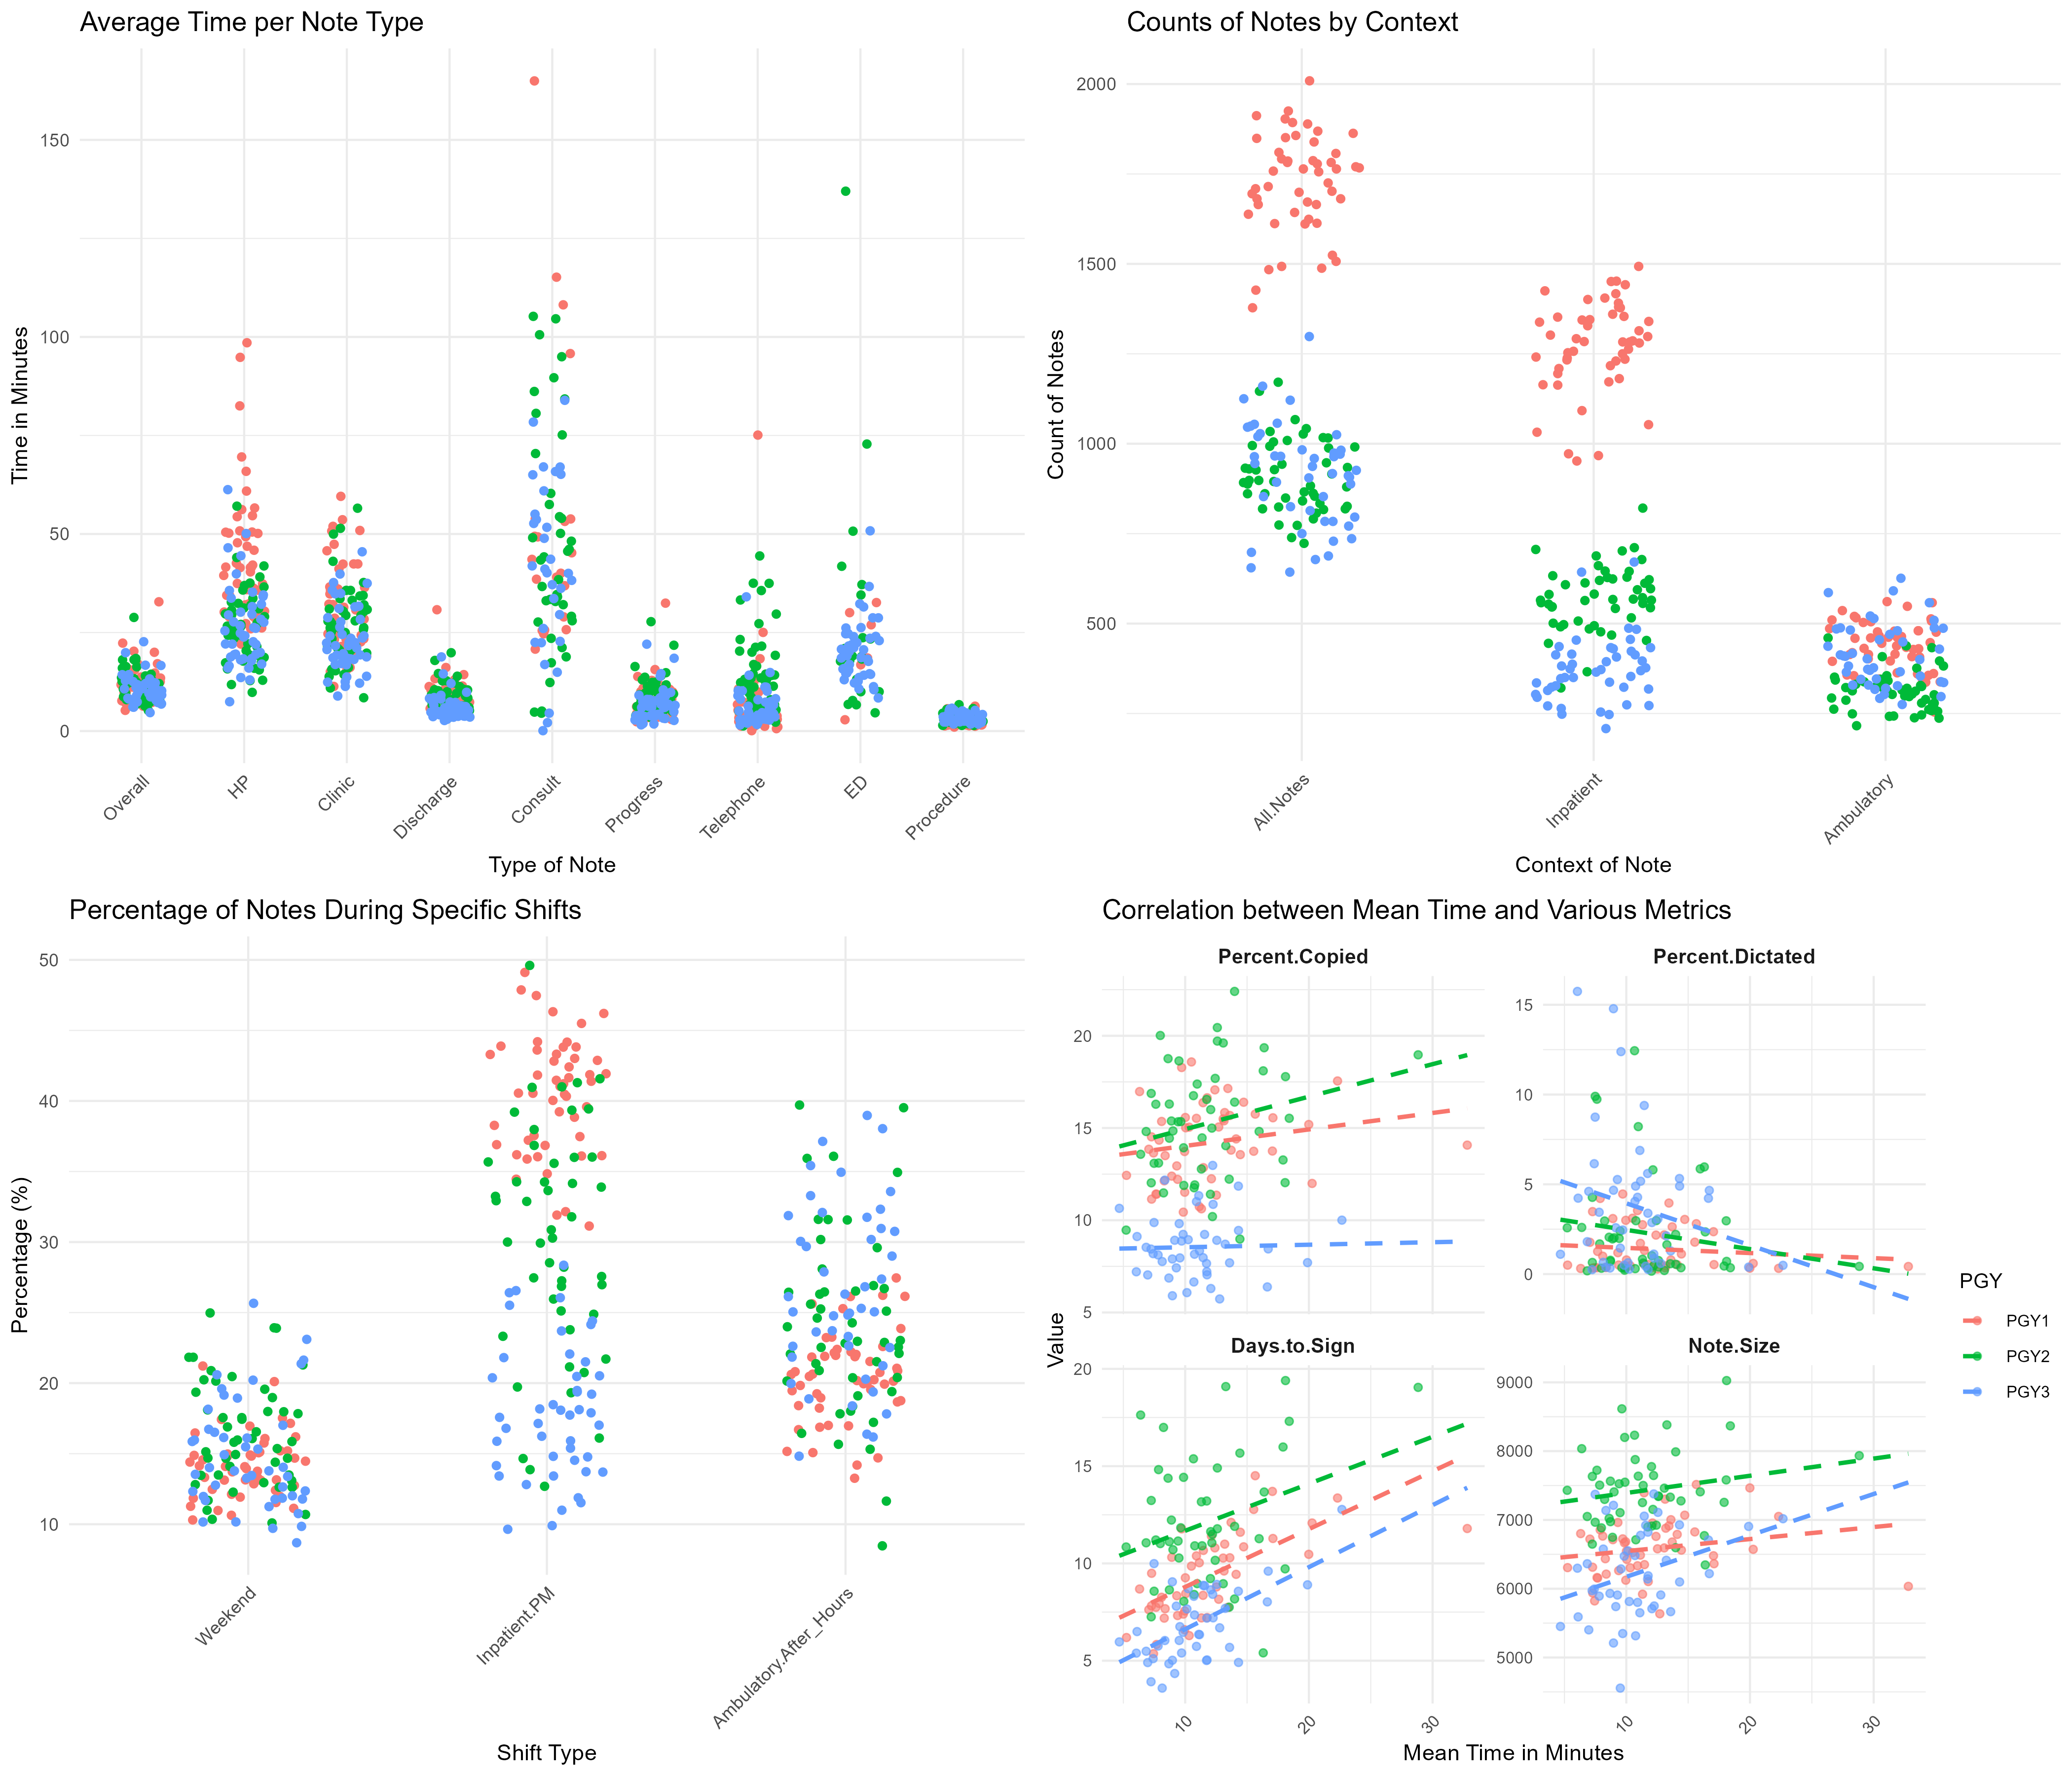 Average Time per Note Type
Time in Minutes
150
100
50
0
Overall
HP
Clinic
Discharge
Consult
Progress
Telephone
ED
Procedure
Type of Note
Counts of Notes by Context
Count of Notes
2000
1500
1000
500
All.Notes
Inpatient
Ambulatory
Context of Note
Percentage of Notes During Specific Shifts
Percentage (%)
50
40
30
20
10
Weekend
Inpatient.PM
Ambulatory.After_Hours
Shift Type
Correlation between Mean Time and Various Metrics
Value
Percent.Copied
20
15
10
5
Percent.Dictated
15
10
5
0
Days.to.Sign
20
15
10
5
10
20
30
Note.Size
9000
8000
7000
6000
5000
10
20
30
Mean Time in Minutes
PGY
PGY1
PGY2
PGY3